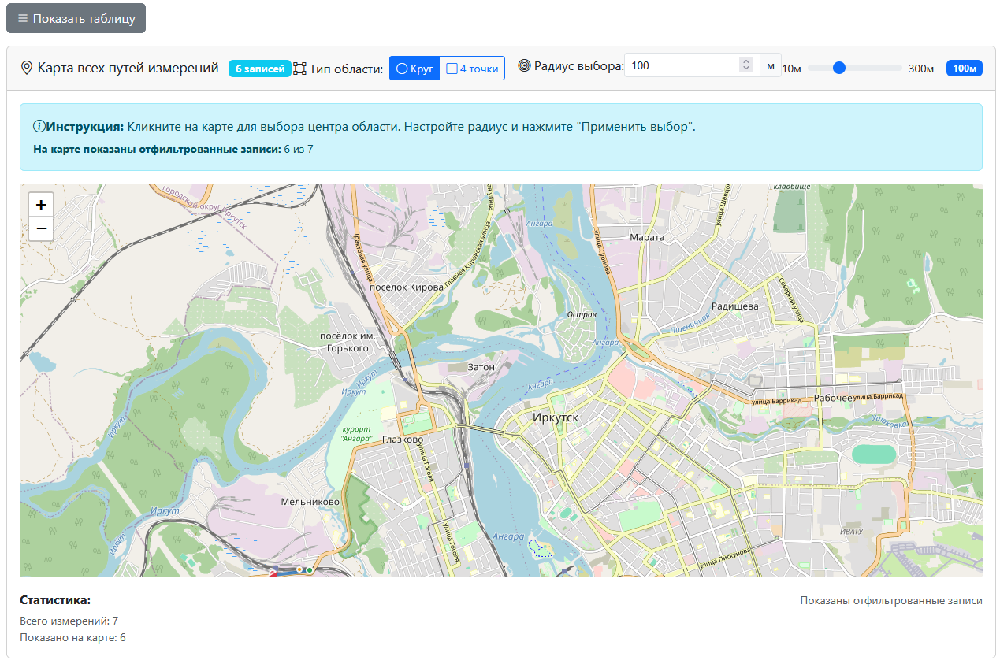 Показать таблицу
Карта всех путей измерений
6 записей
Тип области:
Круг
4 точки
Радиус выбора:
100
м
10м
300м
100м
Инструкция: Кликните на карте для выбора центра области. Настройте радиус и нажмите "Применить выбор".
На карте показаны отфильтрованные записи: 6 из 7
+
−
городской округ Иркутск
кладбище
Ангара
улица Шевцова
Марата
Трактовая улица
Главная Кировская улица
улица Сурнова
посёлок Кирова
Северная улица
Радищева
Остров
Пшеничная
посёлок им.
Горького
Ангара
Затон
Иркут
Иркут
Ангара
улица Баррикад
Рабочее
улица Баррикад
Иркутск
Ушаковка
Иркут
курорт
"Ангара"
Глазково
улица Гоголя
Мельниково
Иркут
Иркут
улица Гоголя
Ангара
ИВАТУ
улица Пискунова
Статистика:
Показаны отфильтрованные записи
Всего измерений: 7
Показано на карте: 6